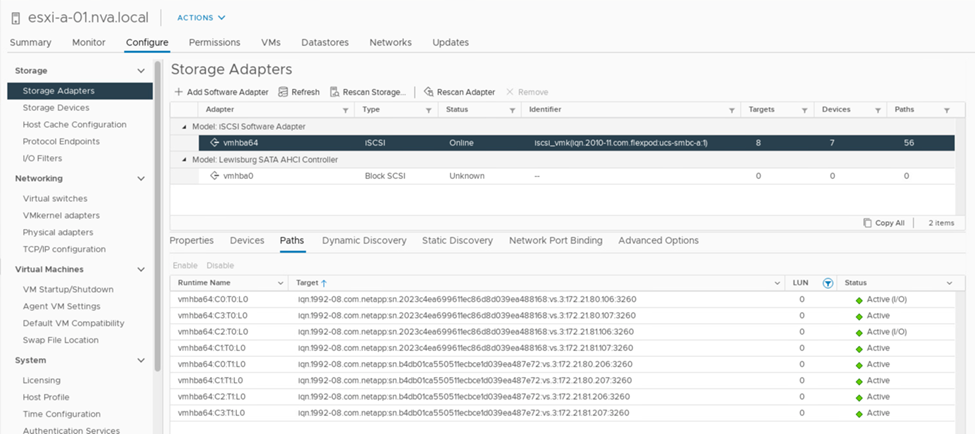 esxi-a-01.nva.local ACTIONS
Summary Monitor Configure Permissions VMs Datastores Networks Updates
Storage
Storage Adapters
Storage Devices
Host Cache Configuration
Protocol Endpoints
I/O Filters
Networking
Virtual switches
VMkernel adapters
Physical adapters
TCP/IP configuration
Virtual Machines
VM Startup/Shutdown
Agent VM Settings
Default VM Compatibility
Swap File Location
System
Licensing
Host Profile
Time Configuration
Authentication Services
Storage Adapters
Add Software Adapter Refresh Rescan Storage... Rescan Adapter Remove
Adapter Type Status Identifier Targets Devices Paths
Model: iSCSI Software Adapter
vmhba64 iSCSI Online iscsi_vmk(iqn.2010-11.com.flexpod:ucs-smbc-a:1) 8 7 56
Model: Lewisburg SATA AHCI Controller
vmhba0 Block SCSI Unknown -- 0 0 0
Copy All 2 items
Properties Devices Paths Dynamic Discovery Static Discovery Network Port Binding Advanced Options
Enable Disable
Runtime Name Target LUN Status
vmhba64:C0:T0:L0 iqn.1992-08.com.netapp:sn.2023c4ea699611ec86d8d039ea488168:vs.3:172.21.80.106:3260 0 Active (I/O)
vmhba64:C3:T0:L0 iqn.1992-08.com.netapp:sn.2023c4ea699611ec86d8d039ea488168:vs.3:172.21.80.107:3260 0 Active
vmhba64:C2:T0:L0 iqn.1992-08.com.netapp:sn.2023c4ea699611ec86d8d039ea488168:vs.3:172.21.81.106:3260 0 Active (I/O)
vmhba64:C1:T0:L0 iqn.1992-08.com.netapp:sn.2023c4ea699611ec86d8d039ea488168:vs.3:172.21.81.107:3260 0 Active
vmhba64:C0:T1:L0 iqn.1992-08.com.netapp:sn.b4db01ca550511ecbce1d039ea487e72:vs.3:172.21.80.206:3260 0 Active
vmhba64:C1:T1:L0 iqn.1992-08.com.netapp:sn.b4db01ca550511ecbce1d039ea487e72:vs.3:172.21.80.207:3260 0 Active
vmhba64:C2:T1:L0 iqn.1992-08.com.netapp:sn.b4db01ca550511ecbce1d039ea487e72:vs.3:172.21.81.206:3260 0 Active
vmhba64:C3:T1:L0 iqn.1992-08.com.netapp:sn.b4db01ca550511ecbce1d039ea487e72:vs.3:172.21.81.207:3260 0 Active